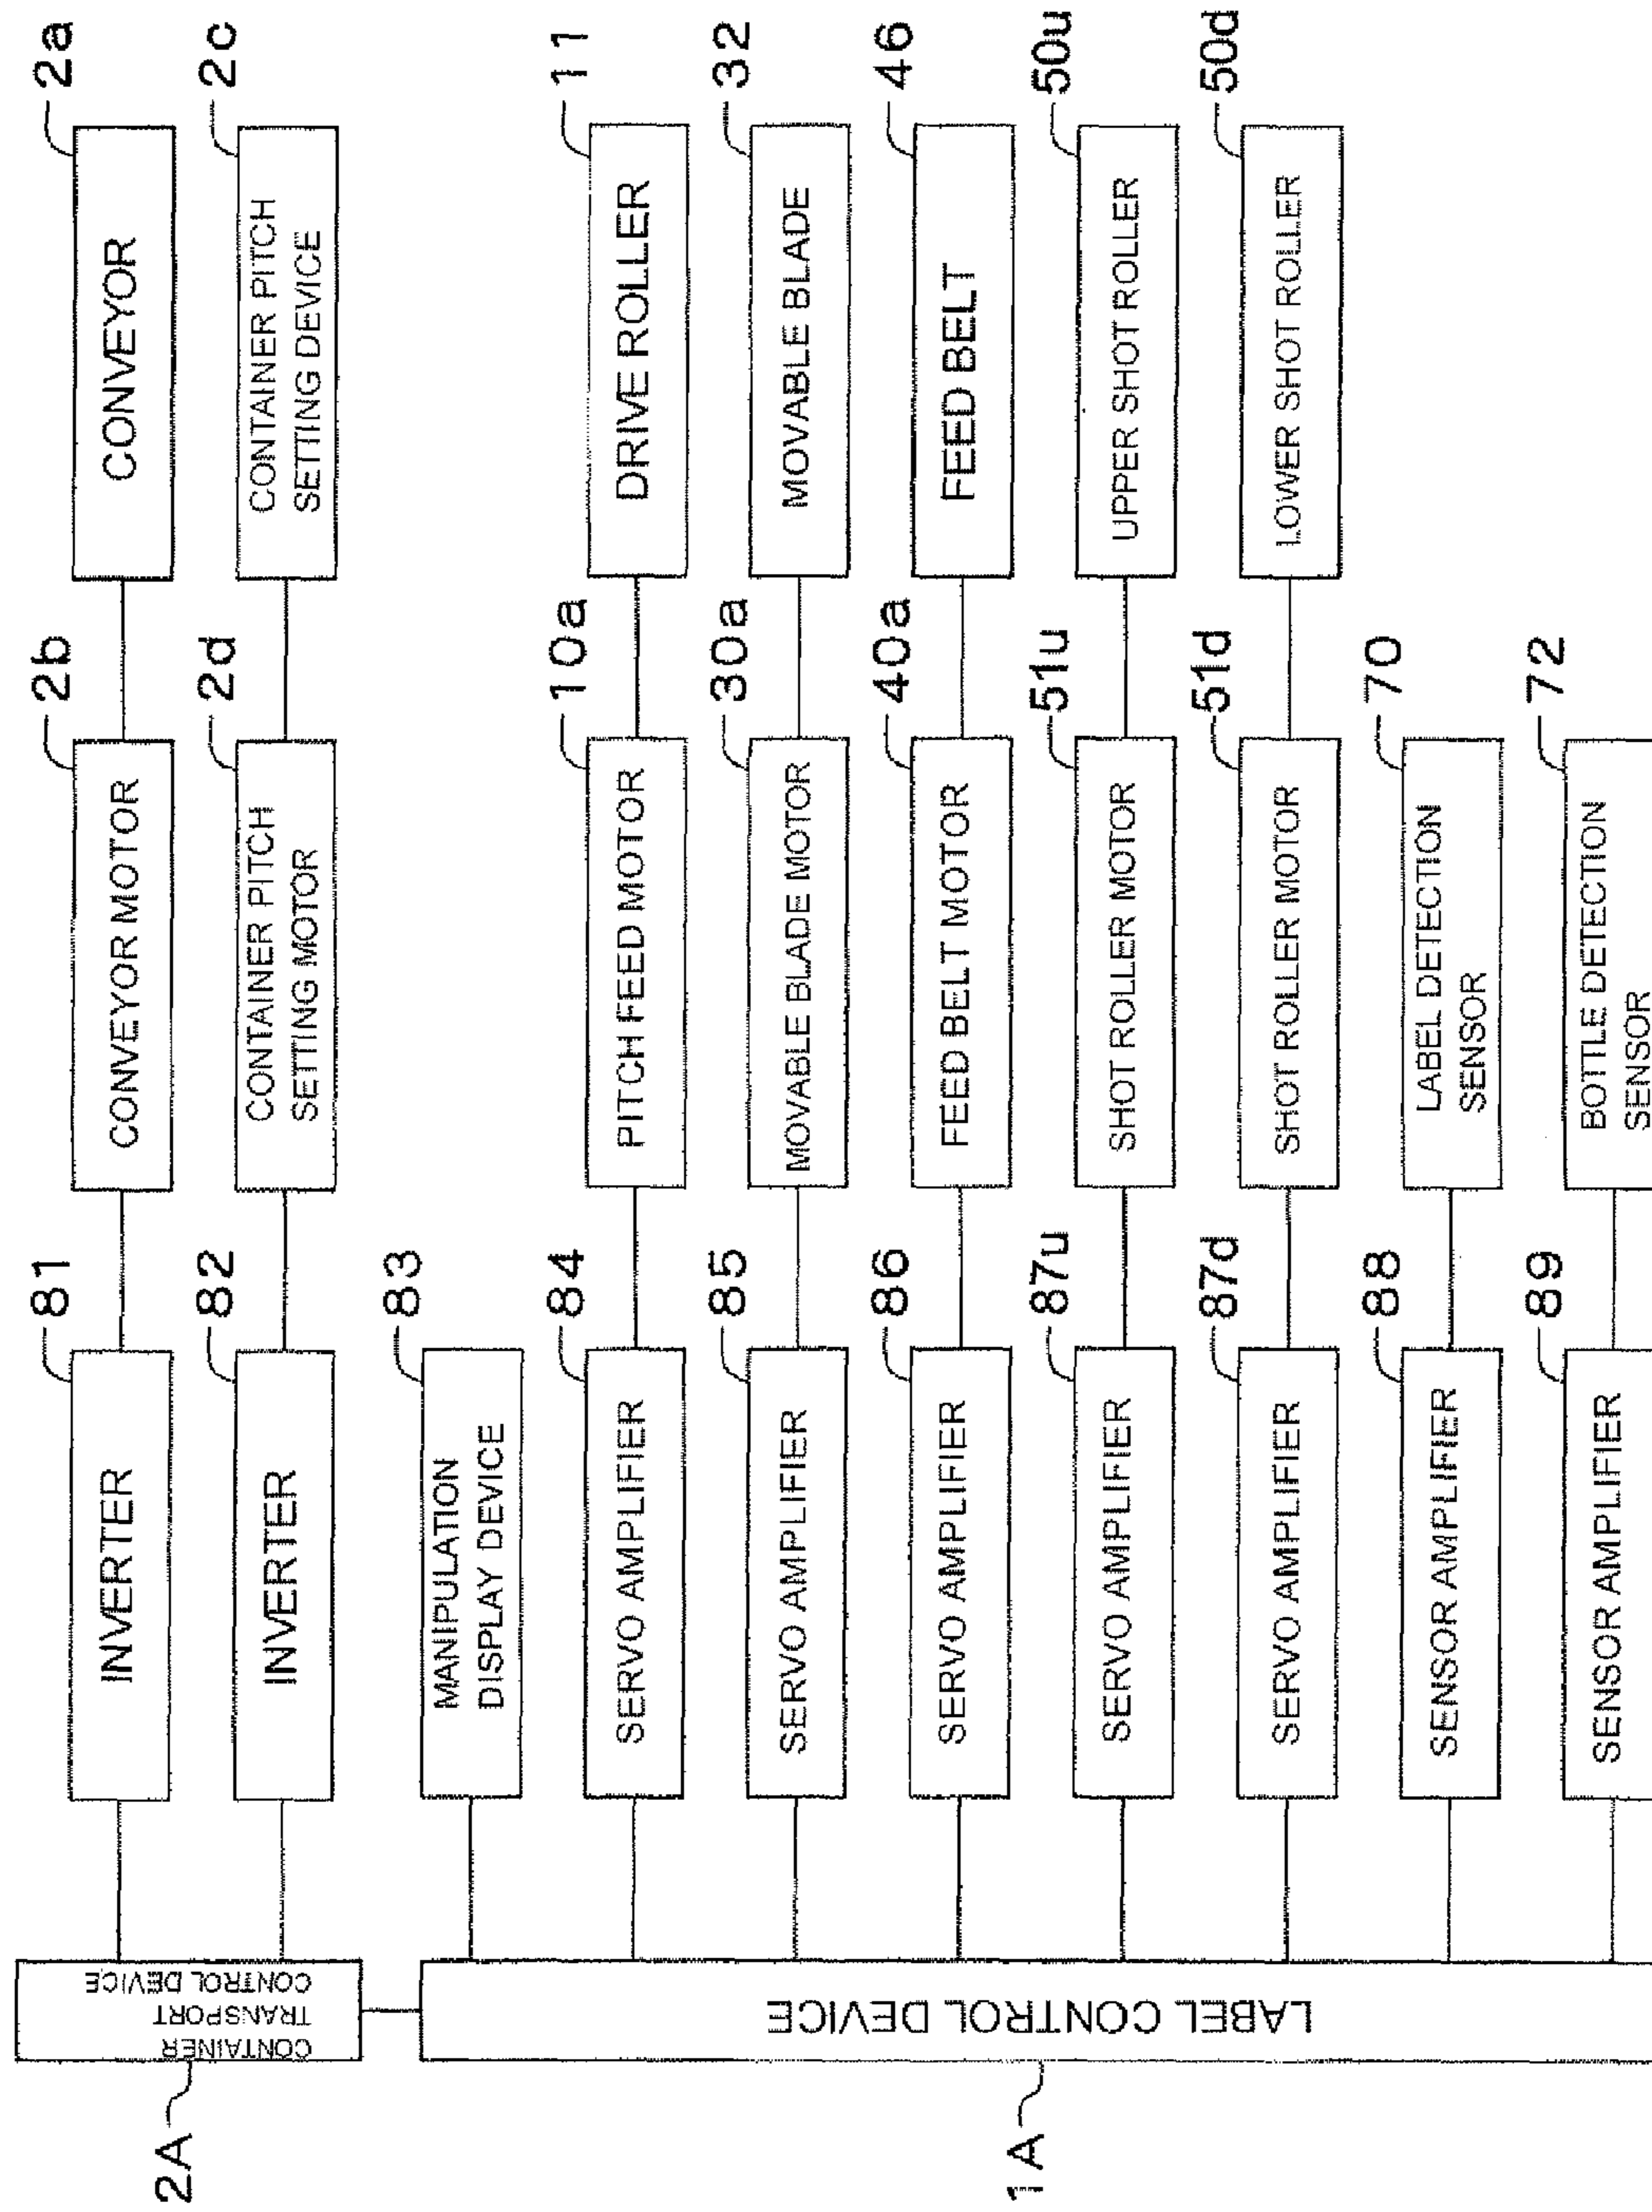 2A
CONTAINER
TRANSPORT
CONTROL DEVICE
81
INVERTER
2b
CONVEYOR MOTOR
2a
CONVEYOR
82
INVERTER
2d
CONTAINER PITCH
SETTING MOTOR
2c
CONTAINER PITCH
SETTING DEVICE
1A
LABEL CONTROL DEVICE
83
MANIPULATION
DISPLAY DEVICE
84
SERVO AMPLIFIER
10a
PITCH FEED MOTOR
11
DRIVE ROLLER
85
SERVO AMPLIFIER
30a
MOVABLE BLADE MOTOR
32
MOVABLE BLADE
86
SERVO AMPLIFIER
40a
FEED BELT MOTOR
46
FEED BELT
87u
SERVO AMPLIFIER
51u
SHOT ROLLER MOTOR
50u
UPPER SHOT ROLLER
87d
SERVO AMPLIFIER
51d
SHOT ROLLER MOTOR
50d
LOWER SHOT ROLLER
88
SENSOR AMPLIFIER
70
LABEL DETECTION
SENSOR
89
SENSOR AMPLIFIER
72
BOTTLE DETECTION
SENSOR